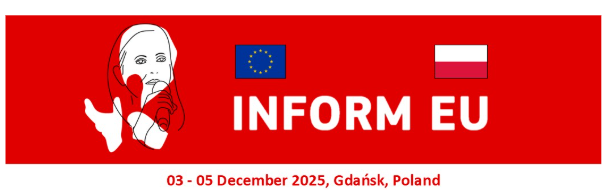 INFORM EU
03 - 05 December 2025, Gdańsk, Poland